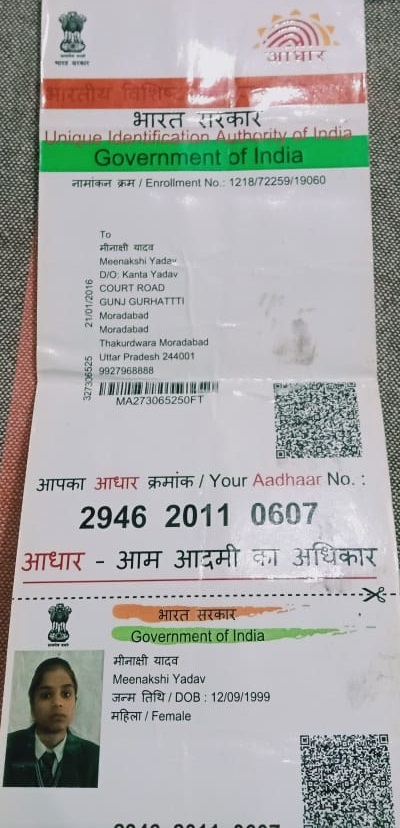 भारत सरकार
आधार
भारतीय
भारत सरकार
Unique Identification Authority of India
Government of India
नामांकन क्रम / Enrollment No.: 1218/72259/19060
To
मीनाक्षी यादव
Meenakshi Yadav
D/O: Kanta Yadav
COURT ROAD
GUNJ GURHATTTI
Moradabad
Moradabad
Thakurdwara Moradabad
Uttar Pradesh 244001
9927968888
21/01/2016
327306525
MA273065250FT
आपका आधार क्रमांक / Your Aadhaar No. :
2946 2011 0607
आधार - आम आदमी का अधिकार
भारत सरकार
Government of India
मीनाक्षी यादव
Meenakshi Yadav
जन्म तिथि / DOB : 12/09/1999
महिला / Female